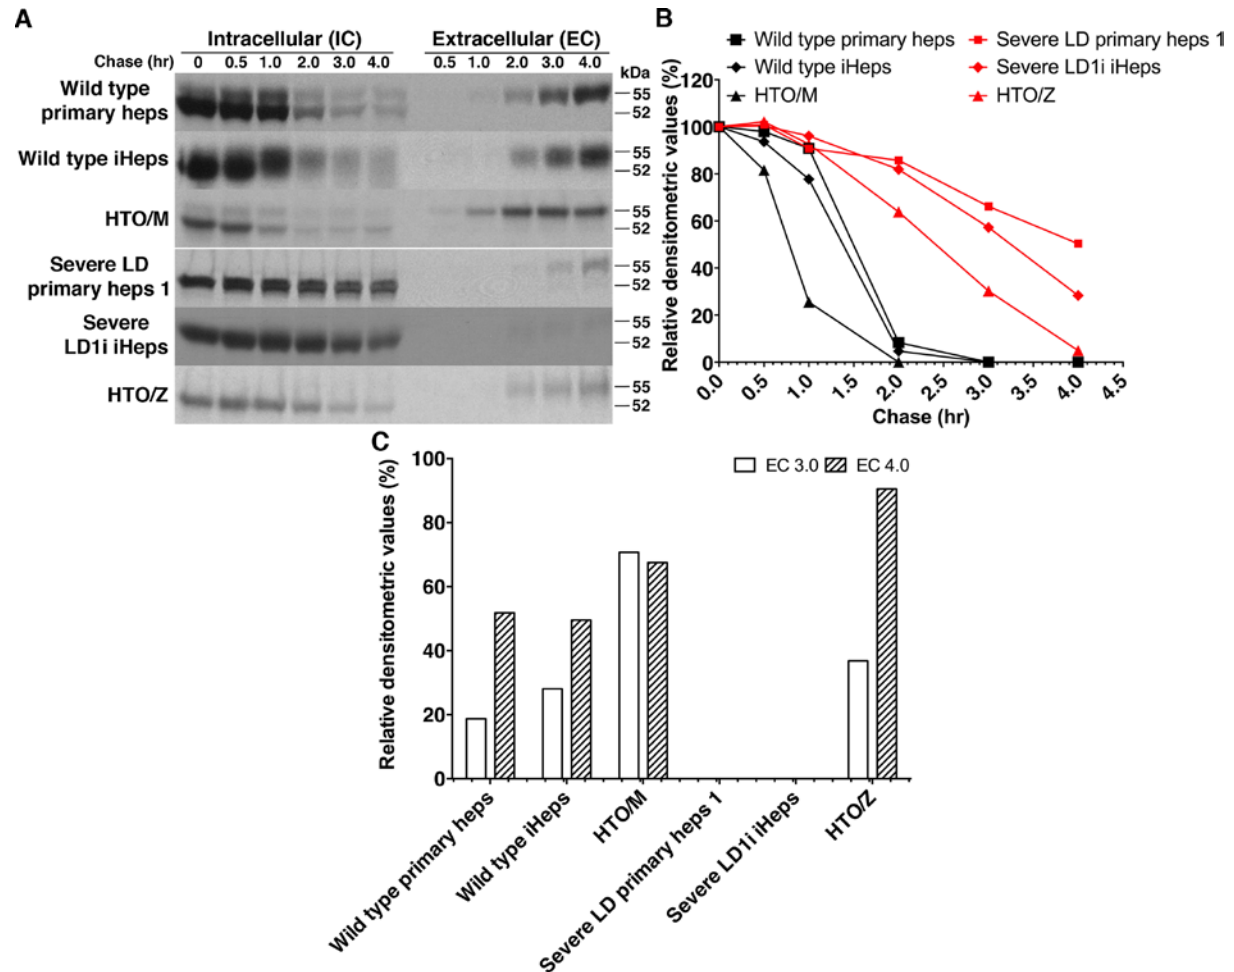 A
Intracellular (IC) Extracellular (EC)
Chase (hr) 0 0.5 1.0 2.0 3.0 4.0 0.5 1.0 2.0 3.0 4.0
kDa
Wild type
primary heps
55
52
Wild type iHeps
55
52
HTO/M
55
52
Severe LD
primary heps 1
55
52
Severe
LD1i iHeps
55
52
HTO/Z
55
52
B
Wild type primary heps
Wild type iHeps
HTO/M
Severe LD primary heps 1
Severe LD1i iHeps
HTO/Z
Relative densitometric values (%)
120
100
80
60
40
20
0
0.0 0.5 1.0 1.5 2.0 2.5 3.0 3.5 4.0 4.5
Chase (hr)
C
EC 3.0 EC 4.0
Relative densitometric values (%)
100
80
60
40
20
0
Wild type primary heps
Wild type iHeps
HTO/M
Severe LD primary heps 1
Severe LD1i iHeps
HTO/Z